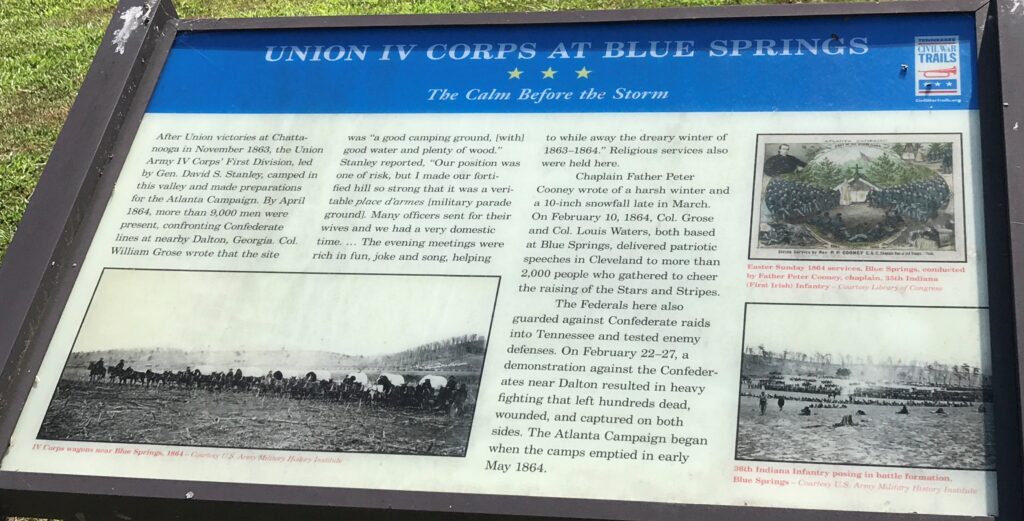 UNION IV CORPS AT BLUE SPRINGS
The Calm Before the Storm
TENNESSEE
CIVIL WAR
TRAILS
CivilWarTrails.org
After Union victories at Chatta-
nooga in November 1863, the Union
Army IV Corps' First Division, led
by Gen. David S. Stanley, camped in
this valley and made preparations
for the Atlanta Campaign. By April
1864, more than 9,000 men were
present, confronting Confederate
lines at nearby Dalton, Georgia. Col.
William Grose wrote that the site
was “a good camping ground, [with]
good water and plenty of wood.”
Stanley reported, “Our position was
one of risk, but I made our forti-
fied hill so strong that it was a veri-
table place d'armes [military parade
ground]. Many officers sent for their
wives and we had a very domestic
time. … The evening meetings were
rich in fun, joke and song, helping
to while away the dreary winter of
1863–1864.” Religious services also
were held here.
Chaplain Father Peter
Cooney wrote of a harsh winter and
a 10-inch snowfall late in March.
On February 10, 1864, Col. Grose
and Col. Louis Waters, both based
at Blue Springs, delivered patriotic
speeches in Cleveland to more than
2,000 people who gathered to cheer
the raising of the Stars and Stripes.
The Federals here also
guarded against Confederate raids
into Tennessee and tested enemy
defenses. On February 22–27, a
demonstration against the Confeder-
ates near Dalton resulted in heavy
fighting that left hundreds dead,
wounded, and captured on both
sides. The Atlanta Campaign began
when the camps emptied in early
May 1864.
IV Corps wagons near Blue Springs, 1864 – Courtesy U.S. Army Military History Institute
ATLANTA CAMPAIGN
Easter Sunday 1864 services, Blue Springs, conducted
by Father Peter Cooney, chaplain, 35th Indiana
(First Irish) Infantry – Courtesy Library of Congress
36th Indiana Infantry posing in battle formation,
Blue Springs – Courtesy U.S. Army Military History Institute